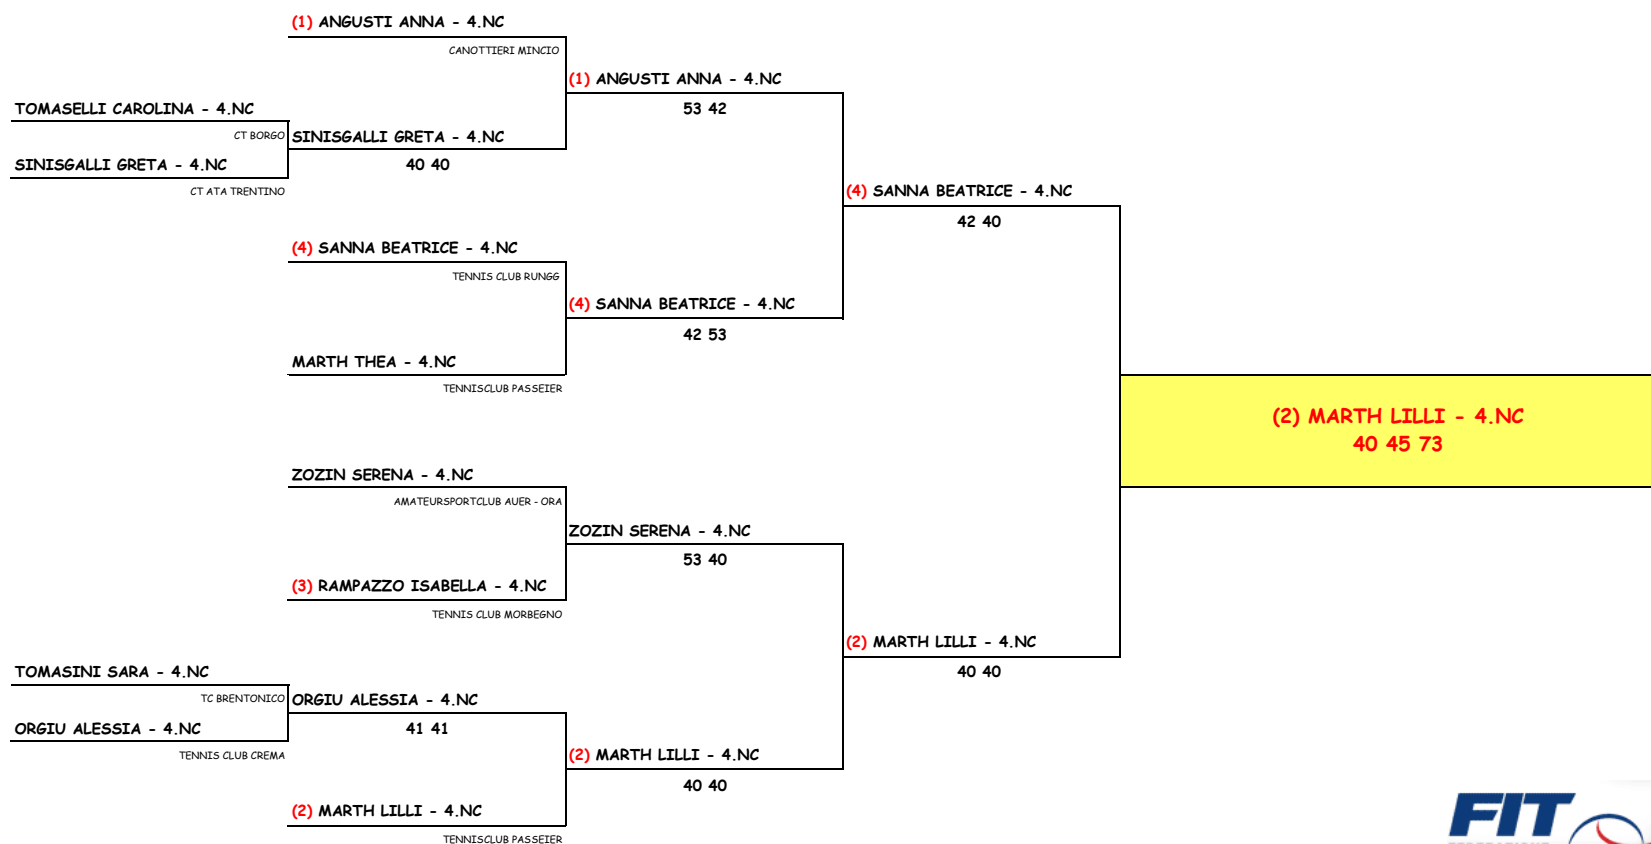 (1) ANGUSTI ANNA - 4.NC
CANOTTIERI MINCIO
(1) ANGUSTI ANNA - 4.NC
53 42
TOMASELLI CAROLINA - 4.NC
CT BORGO
SINISGALLI GRETA - 4.NC
40 40
SINISGALLI GRETA - 4.NC
CT ATA TRENTINO
(4) SANNA BEATRICE - 4.NC
42 40
(4) SANNA BEATRICE - 4.NC
TENNIS CLUB RUNGG
(4) SANNA BEATRICE - 4.NC
42 53
MARTH THEA - 4.NC
TENNISCLUB PASSEIER
(2) MARTH LILLI - 4.NC
40 45 73
ZOZIN SERENA - 4.NC
AMATEURSPORTCLUB AUER - ORA
ZOZIN SERENA - 4.NC
53 40
(3) RAMPAZZO ISABELLA - 4.NC
TENNIS CLUB MORBEGNO
(2) MARTH LILLI - 4.NC
40 40
TOMASINI SARA - 4.NC
TC BRENTONICO
ORGIU ALESSIA - 4.NC
41 41
ORGIU ALESSIA - 4.NC
TENNIS CLUB CREMA
(2) MARTH LILLI - 4.NC
40 40
(2) MARTH LILLI - 4.NC
TENNISCLUB PASSEIER
FIT